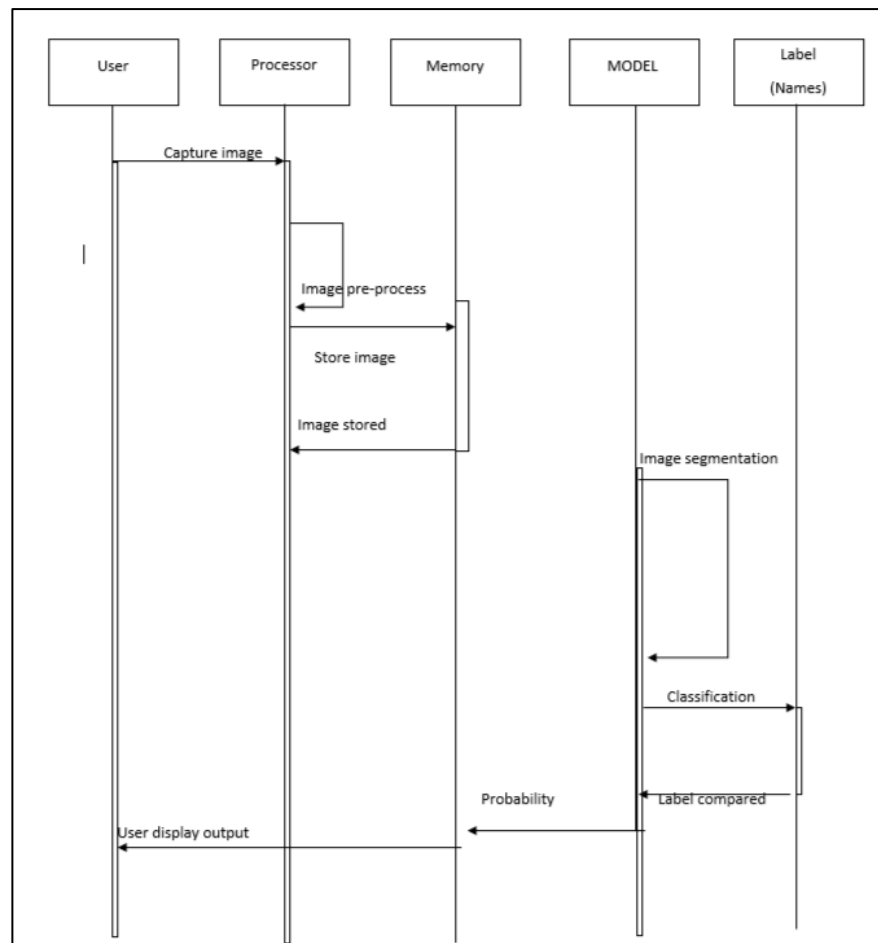 User
Processor
Memory
MODEL
Label
(Names)
Capture image
Image pre-process
Store image
Image stored
Image segmentation
Classification
Label compared
Probability
User display output